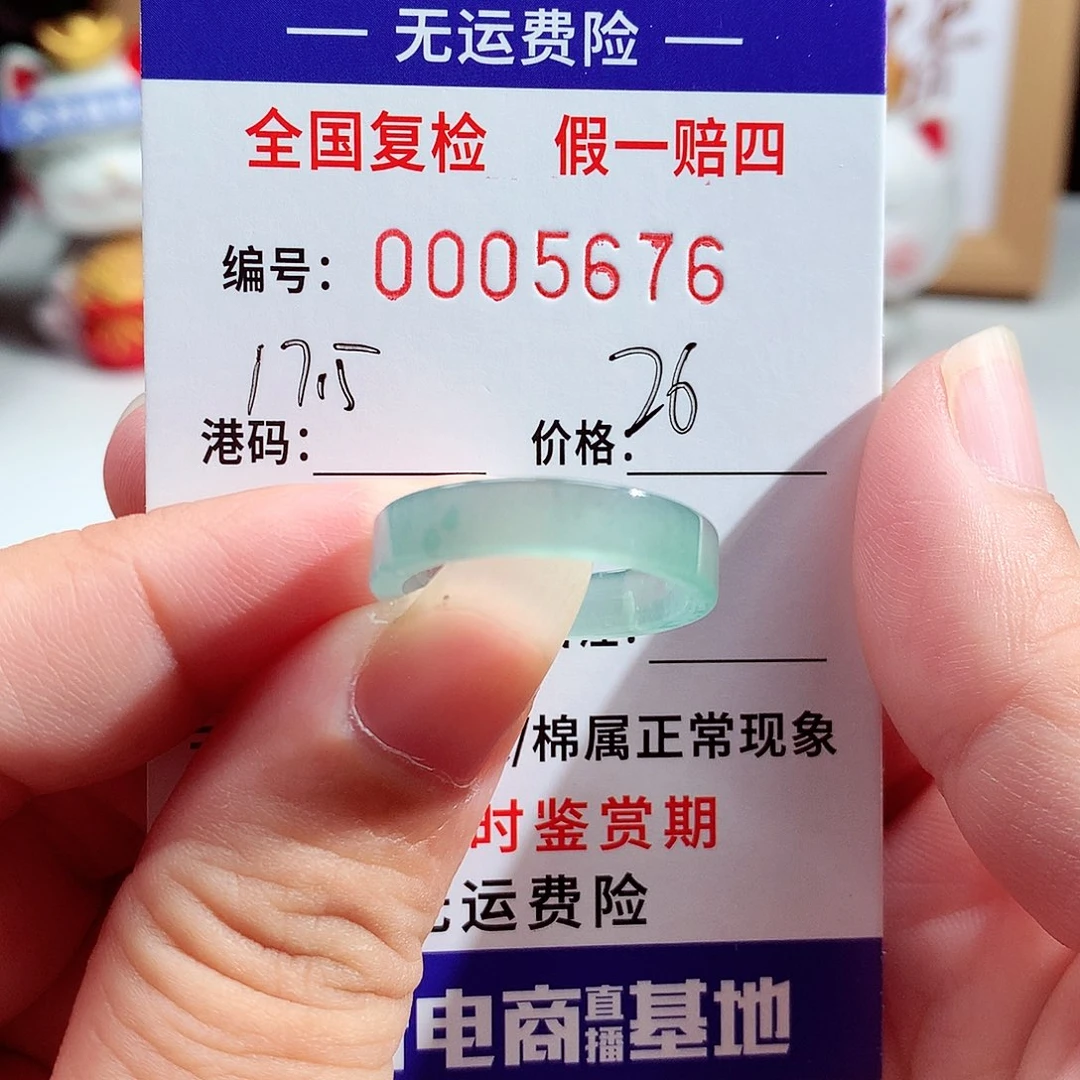 — 无运费险 —
全国复检 假一赔四
编号: 0005676
17.5 26
港码: 价格:
/棉属正常现象
时鉴赏期
运费险
电商直播基地